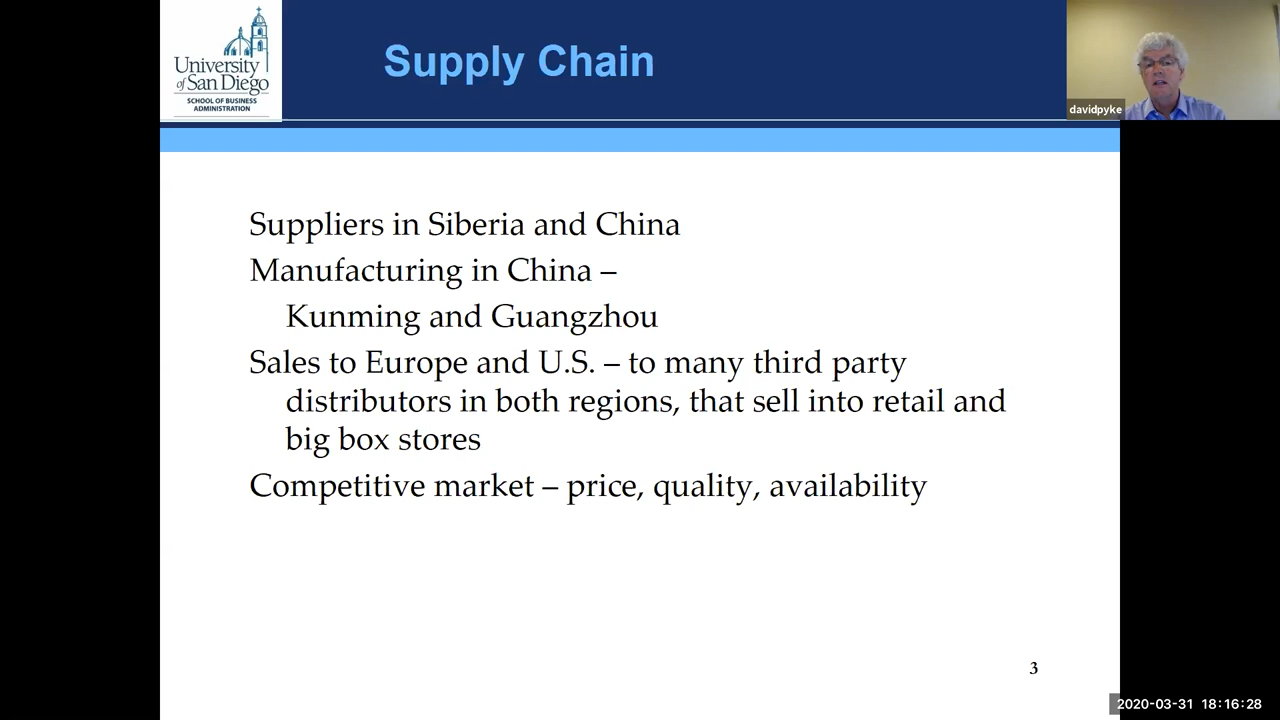 University
of San Diego
SCHOOL OF BUSINESS
ADMINISTRATION
Supply Chain
davidpyke
Suppliers in Siberia and China
Manufacturing in China –
Kunming and Guangzhou
Sales to Europe and U.S. – to many third party
distributors in both regions, that sell into retail and
big box stores
Competitive market – price, quality, availability
3
2020-03-31 18:16:28